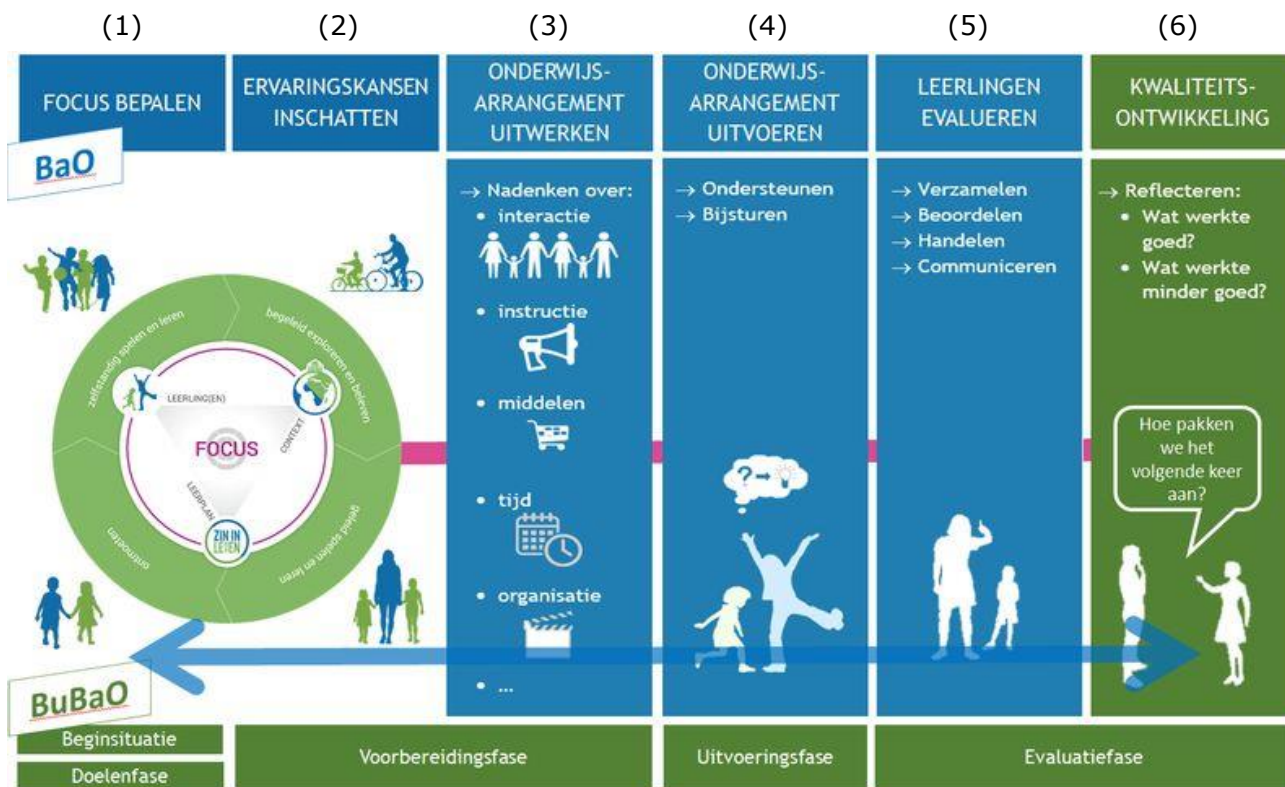 (1)
(2)
(3)
(4)
(5)
(6)
FOCUS BEPALEN
ERVARINGSKANSEN
INSCHATTEN
ONDERWIJS-
ARRANGEMENT
UITWERKEN
ONDERWIJS-
ARRANGEMENT
UITVOEREN
LEERLINGEN
EVALUEREN
KWALITEITS-
ONTWIKKELING
BaO
zelfstandig spelen en leren
begeleid exploreren en beleven
geleid spelen en leren
ontmoeten
LEERLING(EN)
CONTEXT
LEERPLAN
FOCUS
ZIN IN
LEREN
→ Nadenken over:
• interactie
• instructie
• middelen
• tijd
• organisatie
• ...
→ Ondersteunen
→ Bijsturen
?→
→ Verzamelen
→ Beoordelen
→ Handelen
→ Communiceren
→ Reflecteren:
• Wat werkte
goed?
• Wat werkte
minder goed?
Hoe pakken
we het
volgende keer
aan?
BuBaO
Beginsituatie
Doelenfase
Voorbereidingsfase
Uitvoeringsfase
Evaluatiefase